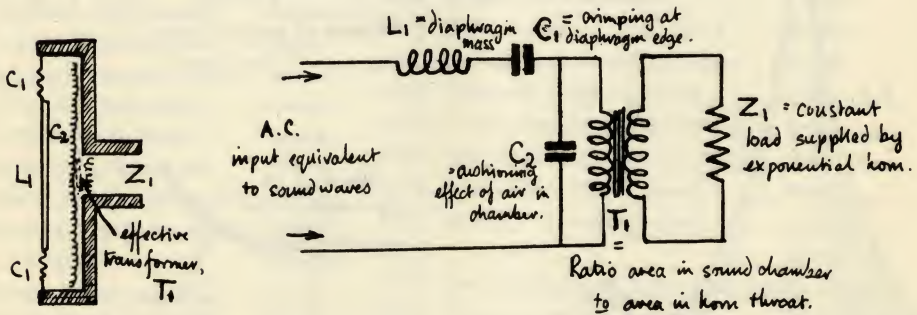 C₁
C₂
L₁
C₁
Z₁
effective
transformer,
T₁
A.C.
input equivalent
to soundwaves
L₁ = diaphragm
mass
C₁ = crimping at
diaphragm edge.
C₂
= cushioning
effect of air in
chamber.
T₁
=
Ratio area in sound chamber
to area in horn throat.
Z₁ = constant
load supplied by
exponential horn.